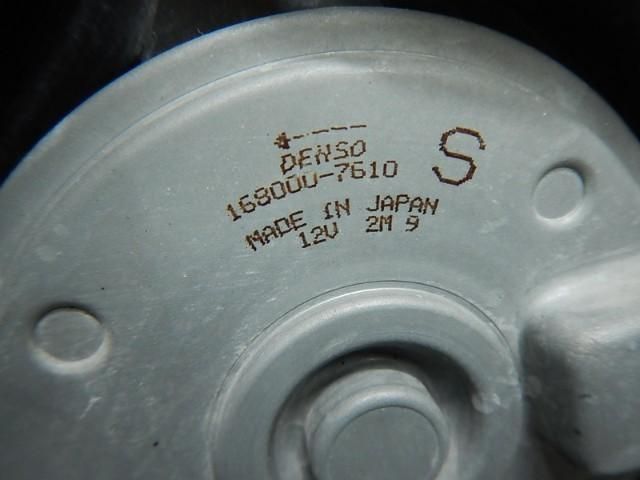 DENSO
168000-7610
MADE IN JAPAN
12V 2M 9
S